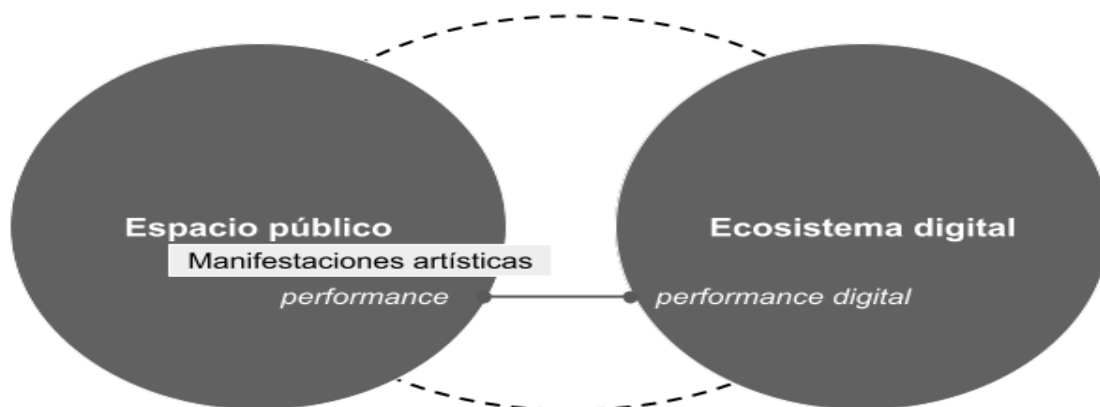 Espacio público
Ecosistema digital
Manifestaciones artísticas
performance
performance digital